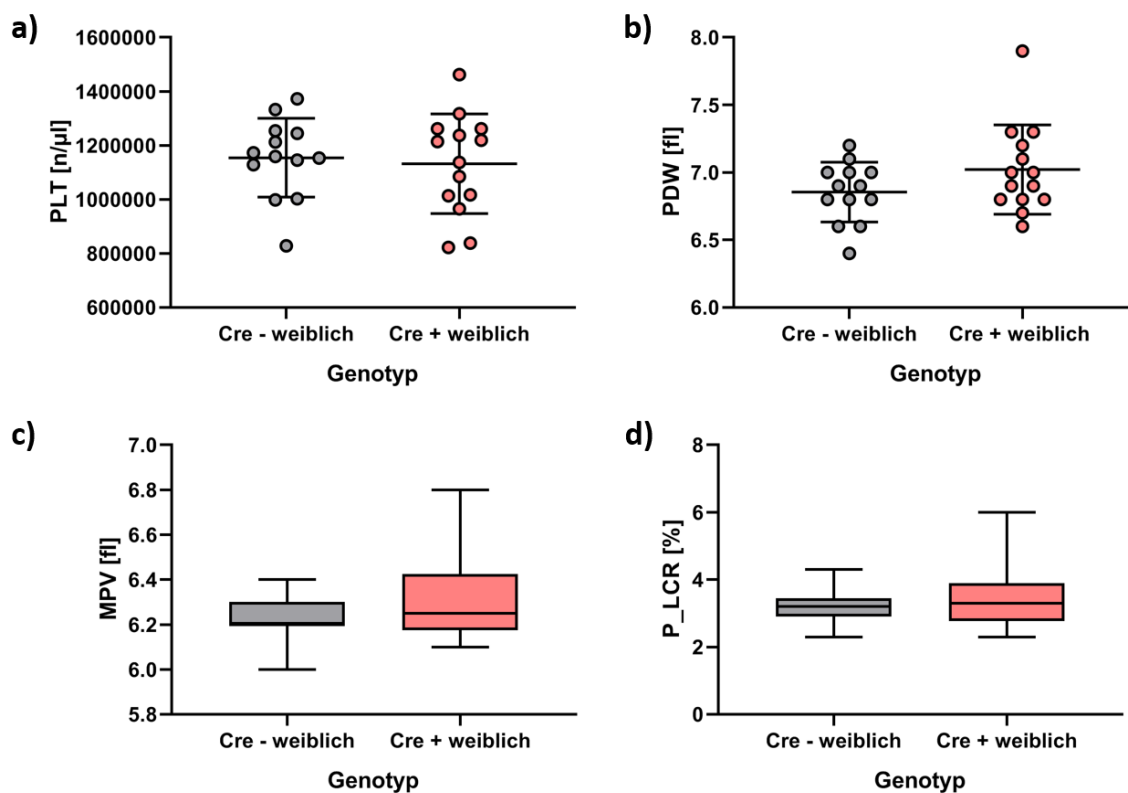 a)
PLT [n/µl]
1600000
1400000
1200000
1000000
800000
600000
Cre - weiblich
Cre + weiblich
Genotyp
b)
PDW [fl]
8.0
7.5
7.0
6.5
6.0
Cre - weiblich
Cre + weiblich
Genotyp
c)
MPV [fl]
7.0
6.8
6.6
6.4
6.2
6.0
5.8
Cre - weiblich
Cre + weiblich
Genotyp
d)
P_LCR [%]
8
6
4
2
0
Cre - weiblich
Cre + weiblich
Genotyp